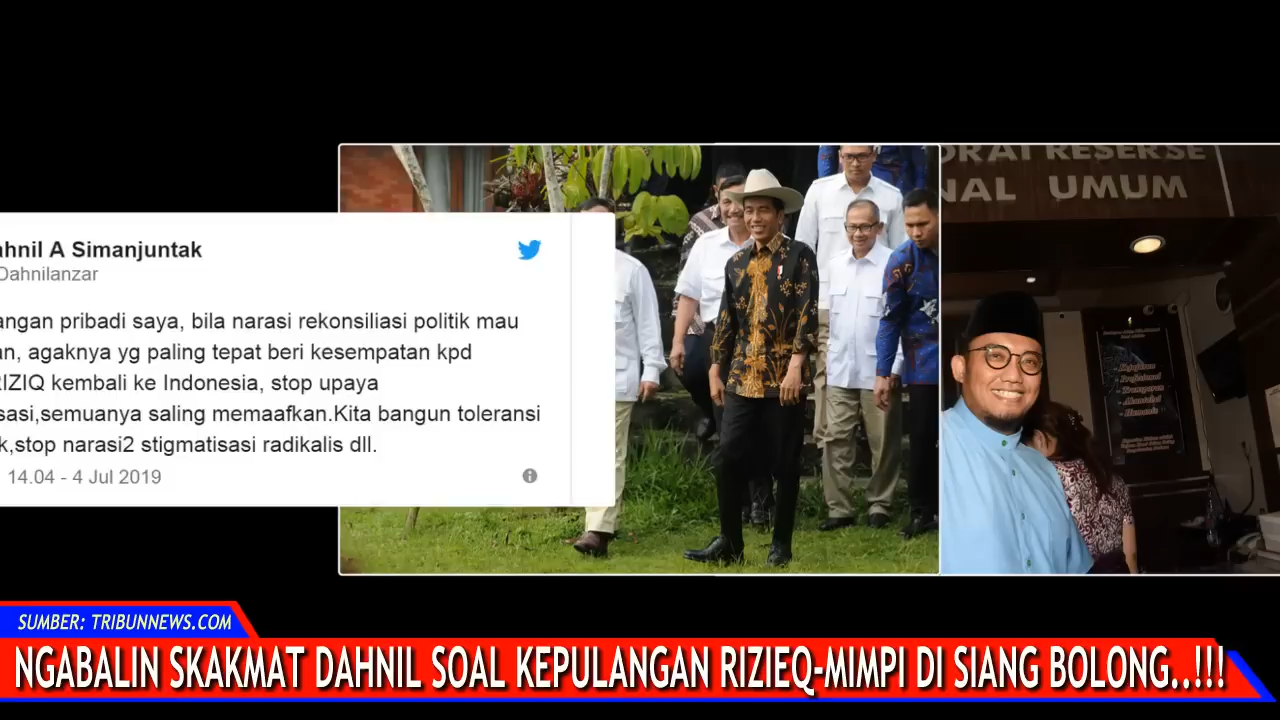 ahnil A Simanjuntak
Dahnilanzar
angan pribadi saya, bila narasi rekonsiliasi politik mau
an, agaknya yg paling tepat beri kesempatan kpd
RIZIQ kembali ke Indonesia, stop upaya
sasi,semuanya saling memaafkan.Kita bangun toleransi
k,stop narasi2 stigmatisasi radikalis dll.
14.04 - 4 Jul 2019
ORAT RESERSE
NAL UMUM
SUMBER: TRIBUNNEWS.COM
NGABALIN SKAKMAT DAHNIL SOAL KEPULANGAN RIZIEQ-MIMPI DI SIANG BOLONG..!!!